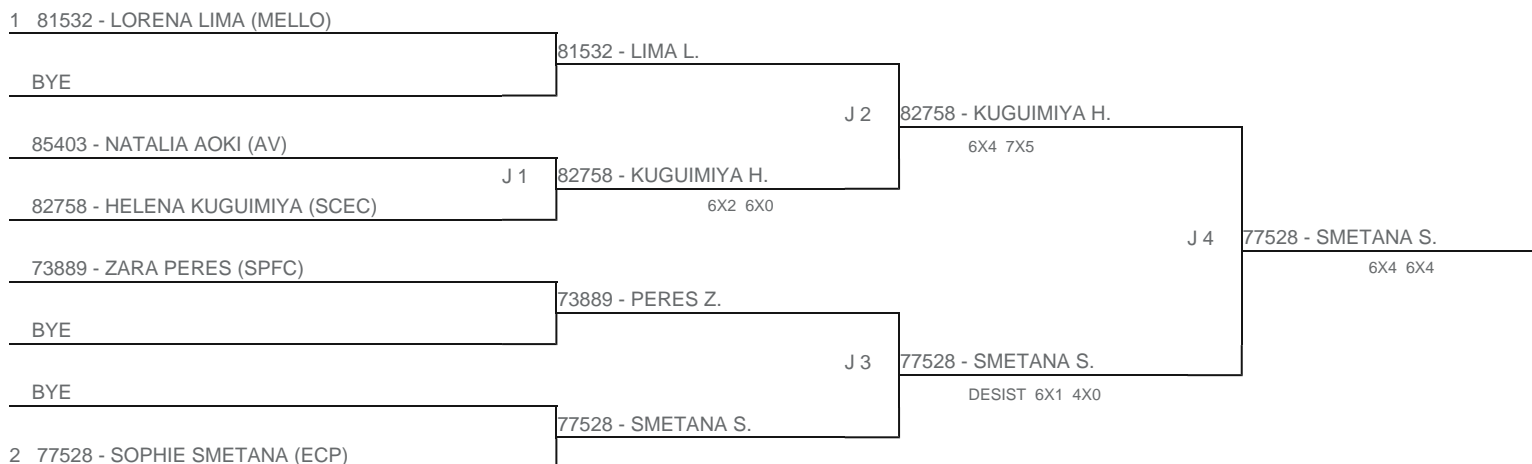 1 81532 - LORENA LIMA (MELLO)
81532 - LIMA L.
BYE
J 2
82758 - KUGUIMIYA H.
6X4 7X5
85403 - NATALIA AOKI (AV)
J 1
82758 - KUGUIMIYA H.
6X2 6X0
82758 - HELENA KUGUIMIYA (SCEC)
J 4
77528 - SMETANA S.
6X4 6X4
73889 - ZARA PERES (SPFC)
73889 - PERES Z.
BYE
J 3
77528 - SMETANA S.
DESIST 6X1 4X0
BYE
77528 - SMETANA S.
2 77528 - SOPHIE SMETANA (ECP)